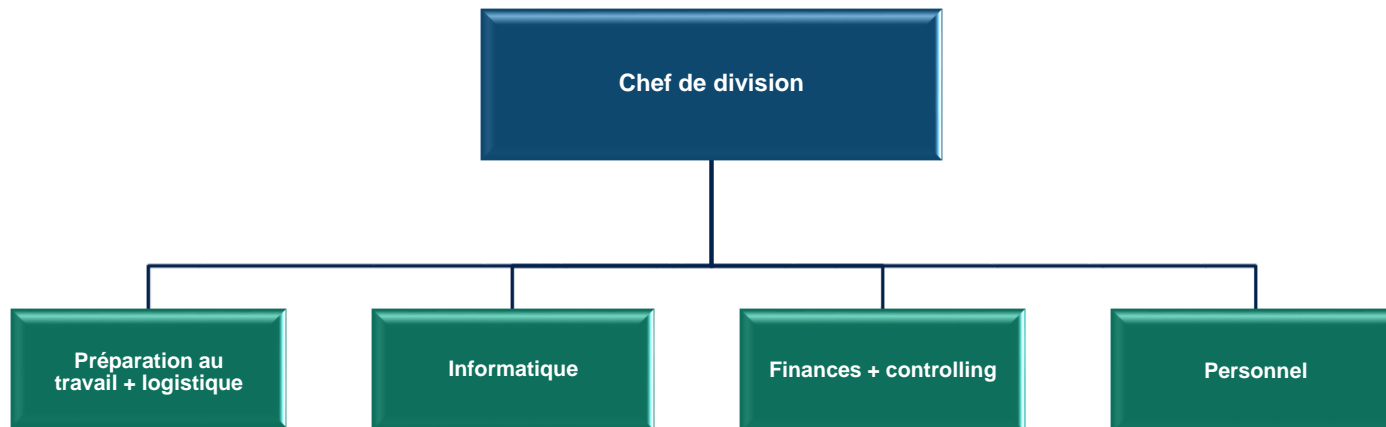 Chef de division
Préparation au
travail + logistique
Informatique
Finances + controlling
Personnel